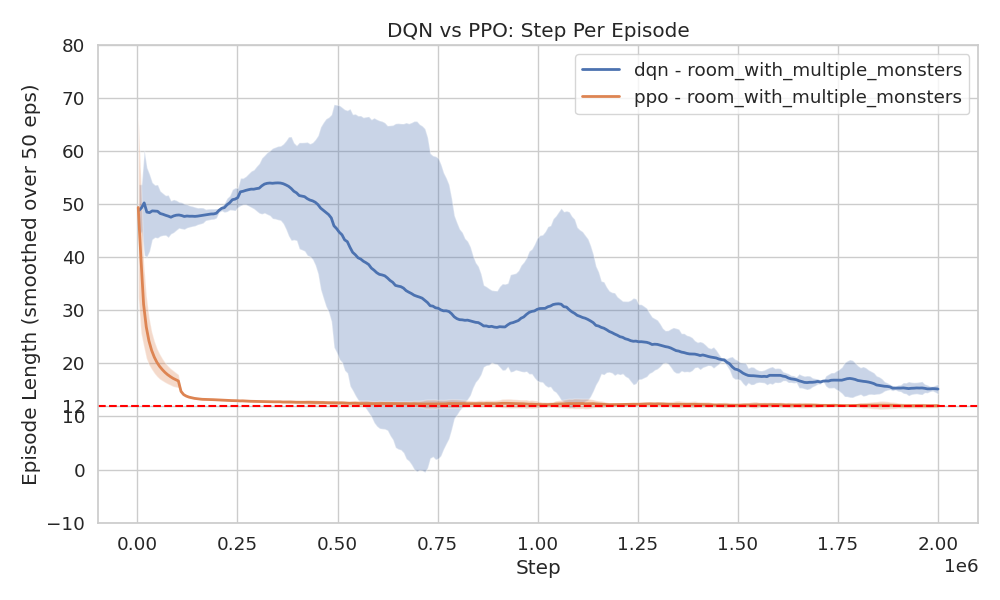 DQN vs PPO: Step Per Episode
dqn - room_with_multiple_monsters
ppo - room_with_multiple_monsters
Episode Length (smoothed over 50 eps)
80
70
60
50
40
30
20
12
10
0
−10
0.00 0.25 0.50 0.75 1.00 1.25 1.50 1.75 2.00
1e6
Step